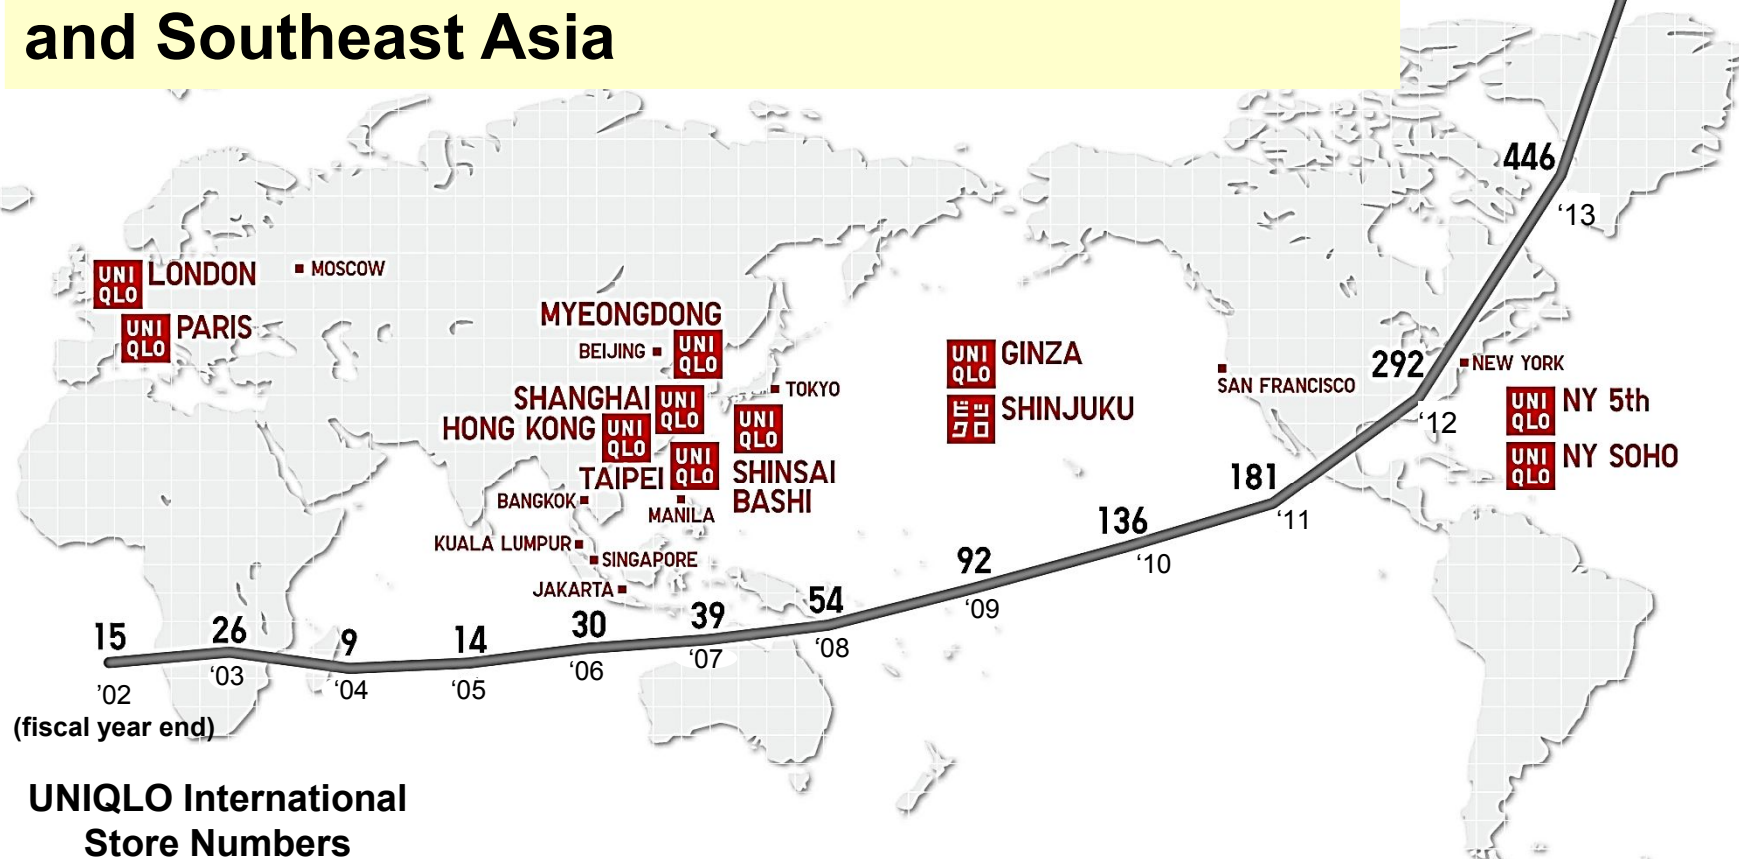 and Southeast Asia
446
‘13
UNI
QLO
LONDON
MOSCOW
UNI
QLO
PARIS
MYEONGDONG
BEIJING
UNI
QLO
SHANGHAI
UNI
QLO
HONG KONG
UNI
QLO
TOKYO
UNI
QLO
SHINSAI
BASHI
TAIPEI
UNI
QLO
BANGKOK
MANILA
KUALA LUMPUR
SINGAPORE
JAKARTA
UNI
QLO
GINZA
ビッ
クロ
SHINJUKU
SAN FRANCISCO
292
‘12
NEW YORK
UNI
QLO
NY 5th
UNI
QLO
NY SOHO
181
‘11
136
‘10
92
‘09
54
‘08
39
‘07
30
‘06
14
‘05
9
‘04
26
‘03
15
’02
(fiscal year end)
UNIQLO International
Store Numbers